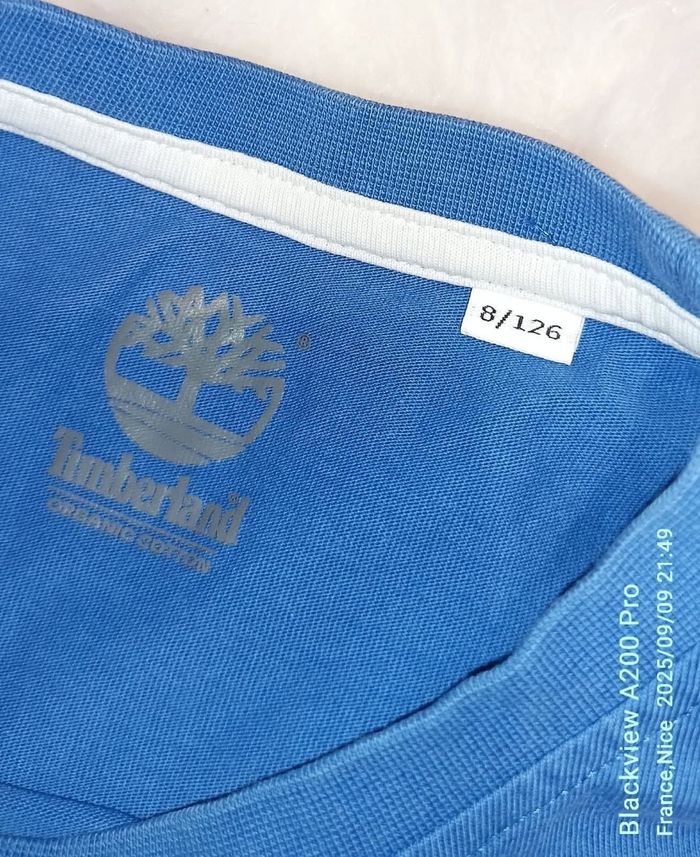 8/126
®
Timberland
ORGANIC COTTON
Blackview A200 Pro
France,Nice 2025/09/09 21:49